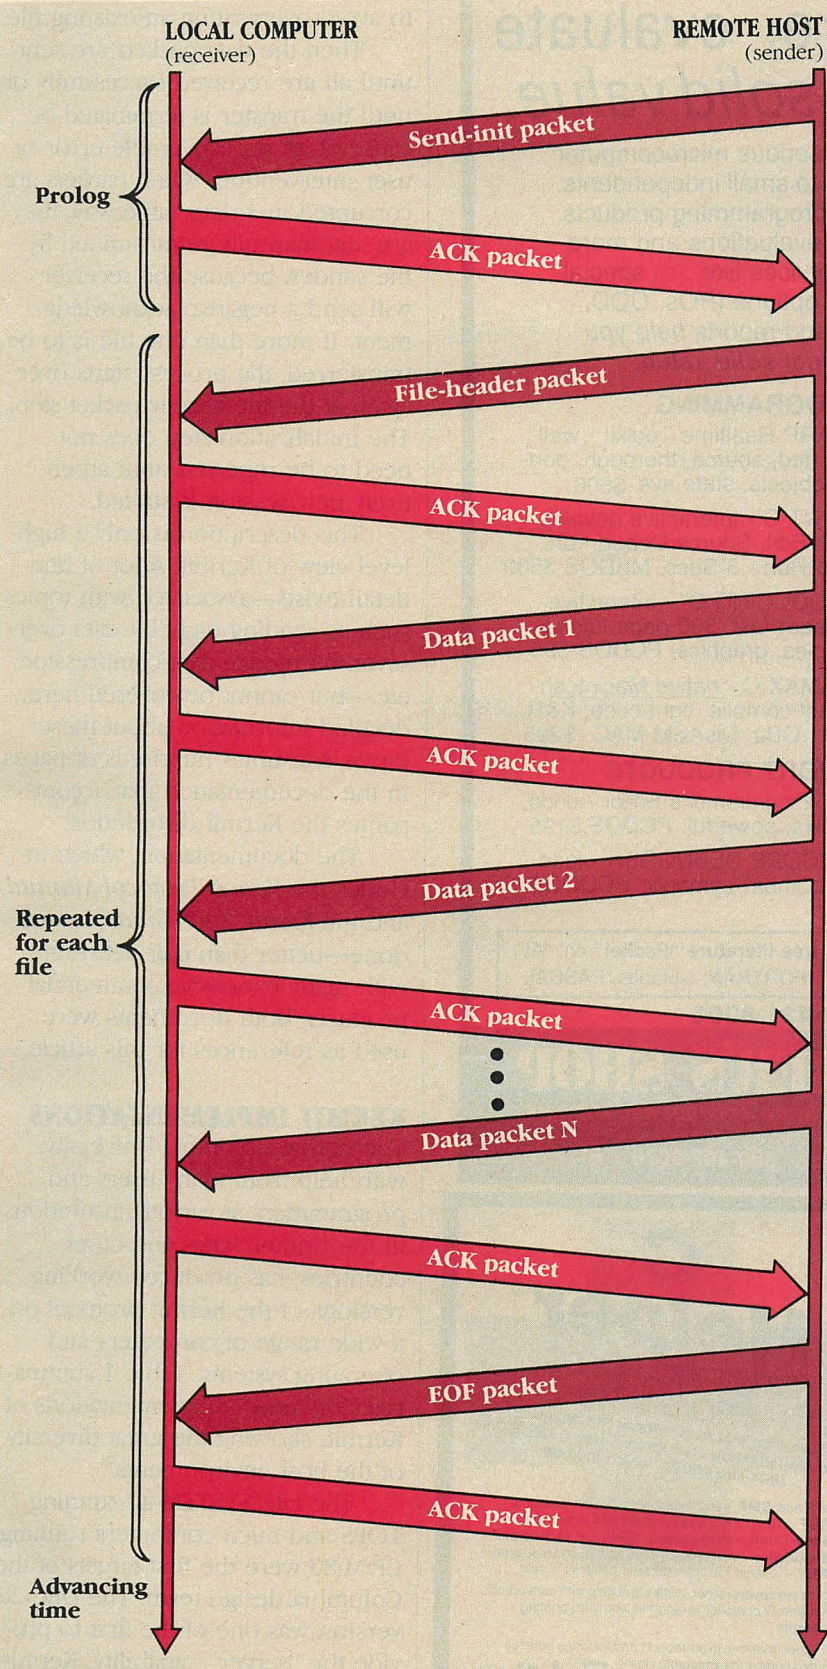 LOCAL COMPUTER
(receiver)
REMOTE HOST
(sender)
Prolog
Send-init packet
ACK packet
File-header packet
ACK packet
Data packet 1
ACK packet
Data packet 2
Repeated
for each
file
ACK packet
Data packet N
ACK packet
EOF packet
ACK packet
Advancing
time